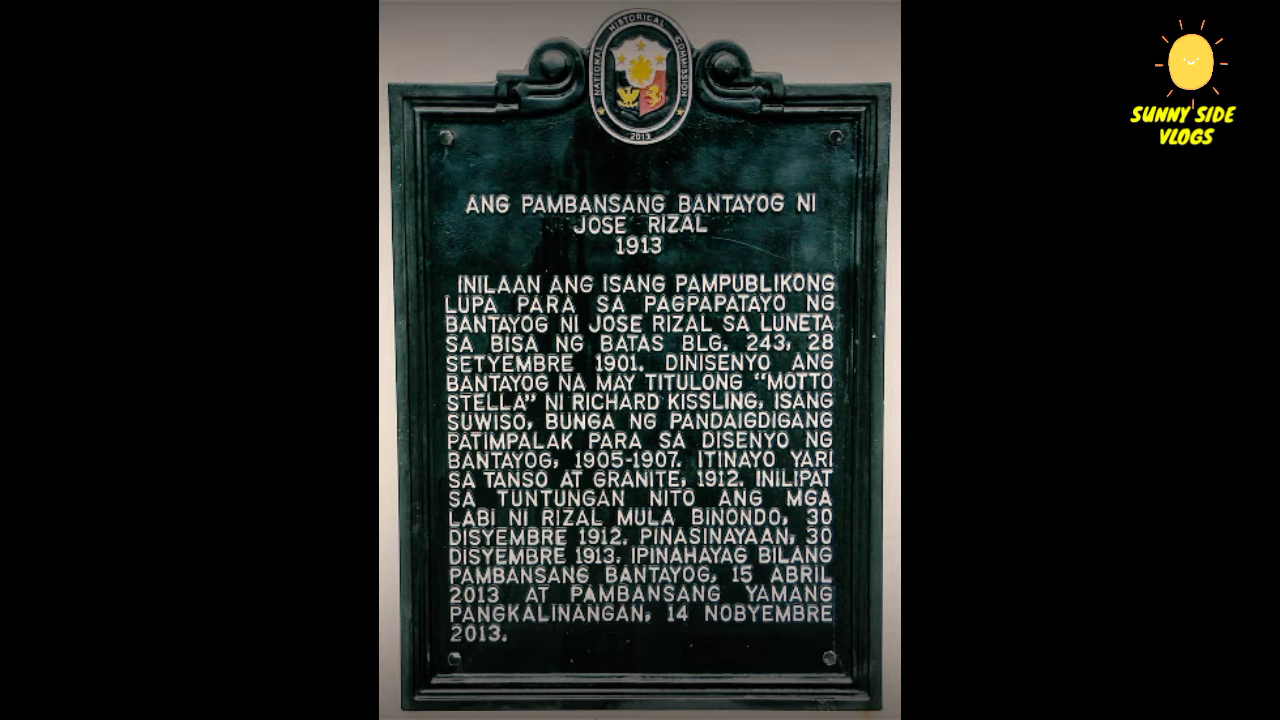 NATIONAL HISTORICAL COMMISSION
2013
ANG PAMBANSANG BANTAYOG NI
JOSE RIZAL
1913
INILAAN ANG ISANG PAMPUBLIKONG
LUPA PARA SA PAGPAPATAYO NG
BANTAYOG NI JOSE RIZAL SA LUNETA
SA BISA NG BATAS BLG. 243, 28
SETYEMBRE 1901. DINISENYO ANG
BANTAYOG NA MAY TITULONG “MOTTO
STELLA” NI RICHARD KISSLING, ISANG
SUWISO, BUNGA NG PANDAIGDIGANG
PATIMPALAK PARA SA DISENYO NG
BANTAYOG, 1905-1907. ITINAYO YARI
SA TANSO AT GRANITE, 1912. INILIPAT
SA TUNTUNGAN NITO ANG MGA
LABI NI RIZAL MULA BINONDO, 30
DISYEMBRE 1912. PINASINAYAAN, 30
DISYEMBRE 1913. IPINAHAYAG BILANG
PAMBANSANG BANTAYOG, 15 ABRIL
2013 AT PAMBANSANG YAMANG
PANGKALINANGAN, 14 NOBYEMBRE
2013.
SUNNY SIDE
VLOGS